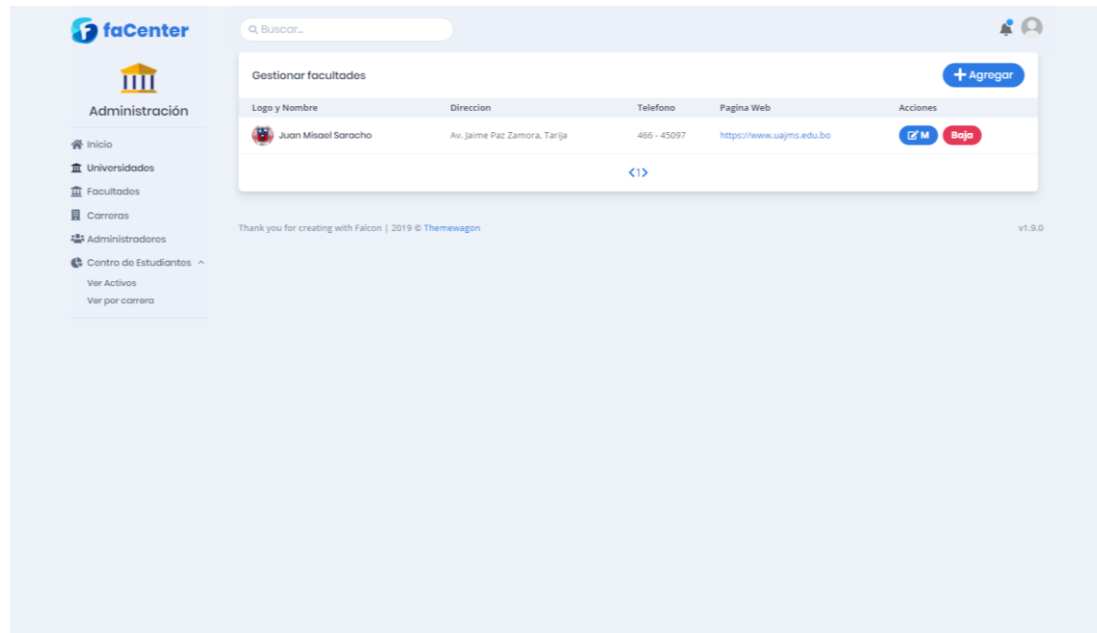 faCenter
Buscar...
Administración
Inicio
Universidades
Facultades
Carreras
Administradores
Centro de Estudiantes
Ver Activos
Ver por carrera
Gestionar facultades
Agregar
Logo y Nombre Direccion Telefono Pagina Web Acciones
Juan Misael Saracho Av. Jaime Paz Zamora, Tarija 466 - 45097 https://www.uajms.edu.bo M Baja
1
Thank you for creating with Falcon | 2019 © Themewagon v1.9.0